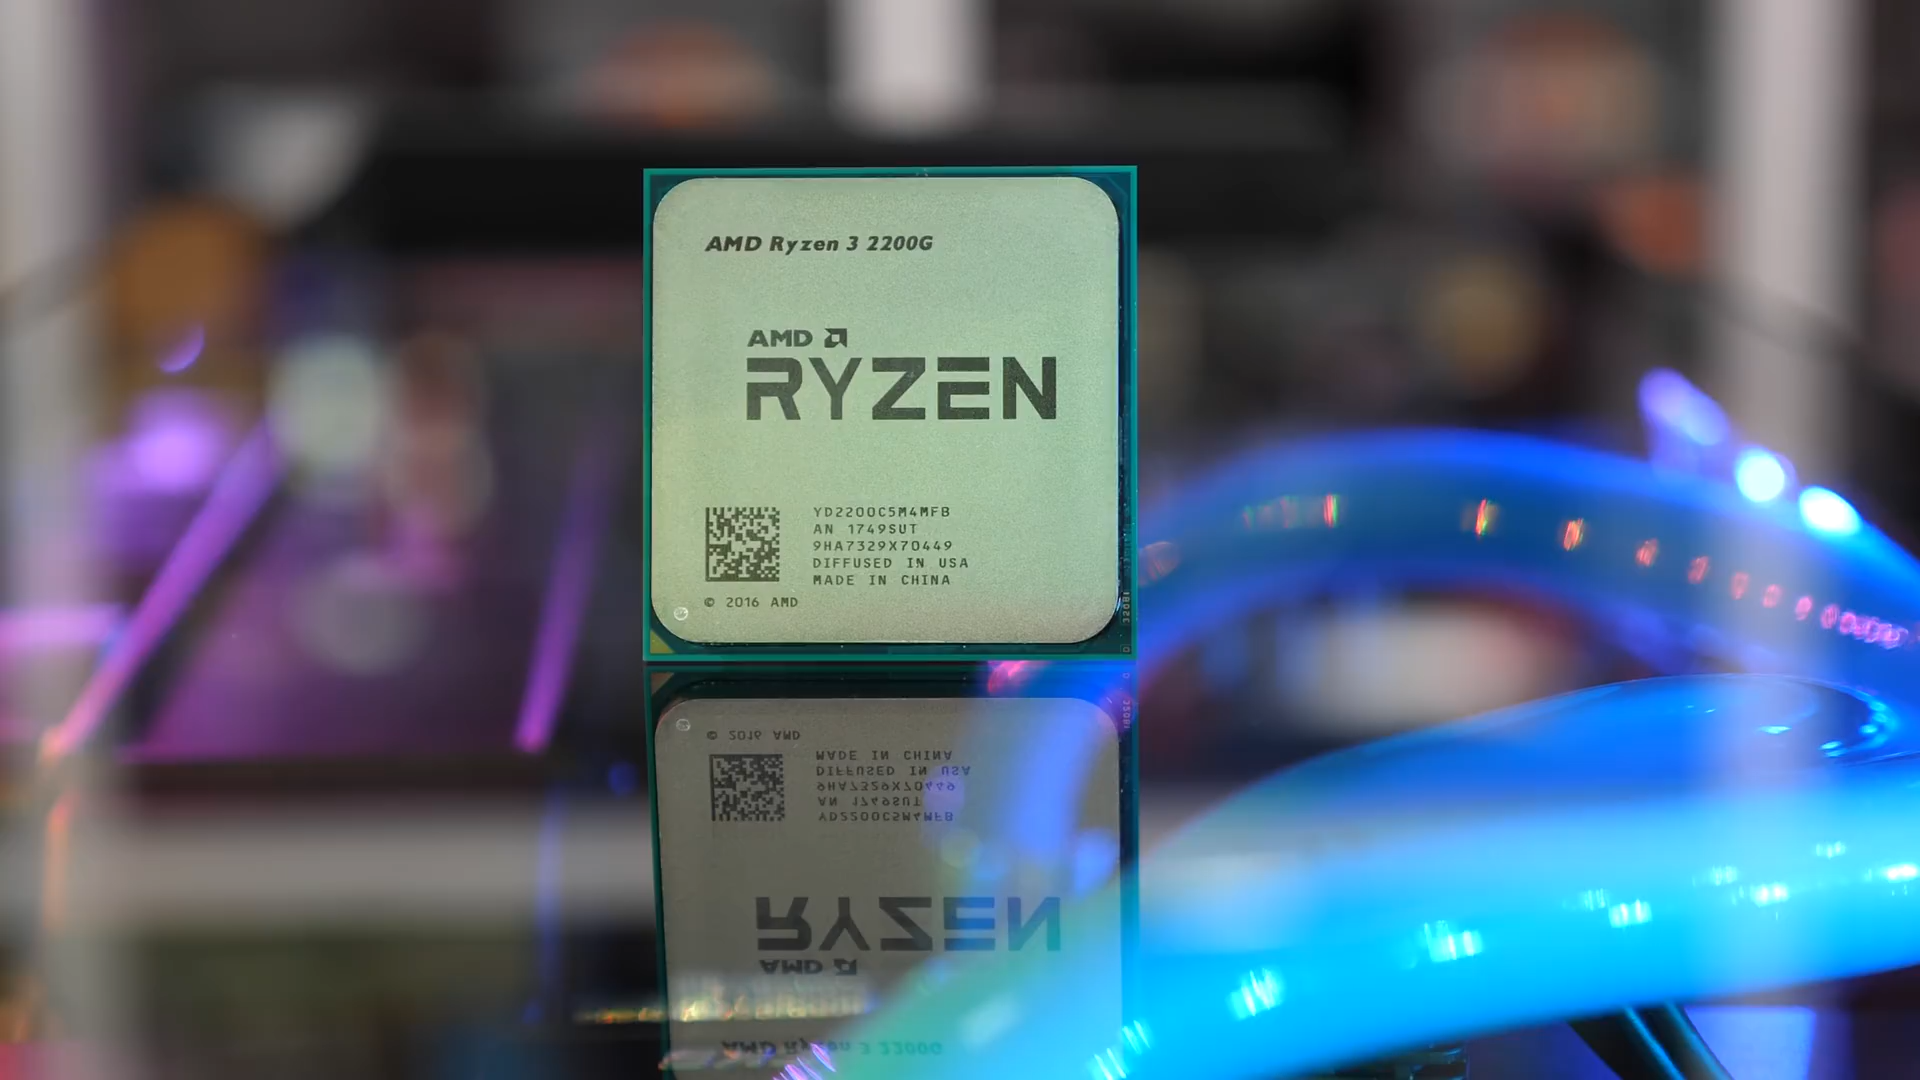 AMD Ryzen 3 2200G
AMD
RYZEN
YD2200C5M4MFB
AN 1749SUT
9HA7329X70449
DIFFUSED IN USA
MADE IN CHINA
© 2016 AMD